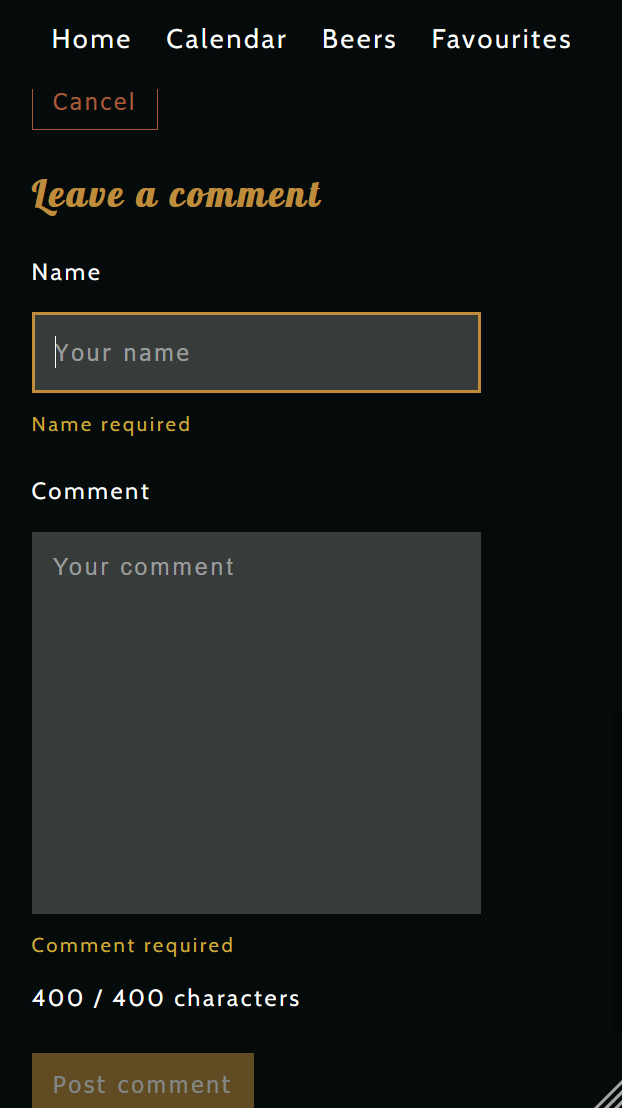 Home Calendar Beers Favourites
Cancel
Leave a comment
Name
Your name
Name required
Comment
Your comment
Comment required
400 / 400 characters
Post comment